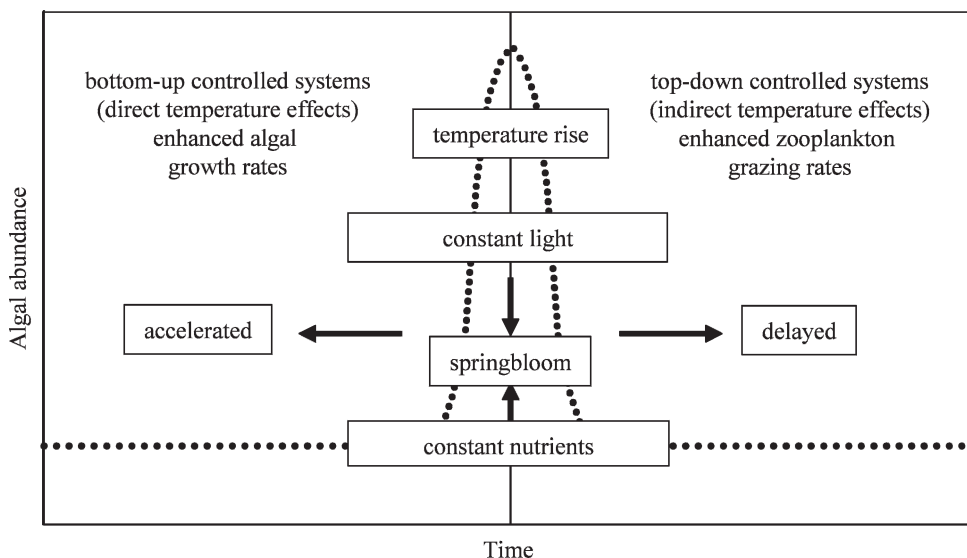 bottom-up controlled systems
(direct temperature effects)
enhanced algal
growth rates
top-down controlled systems
(indirect temperature effects)
enhanced zooplankton
grazing rates
temperature rise
constant light
accelerated
delayed
springbloom
constant nutrients
Algal abundance
Time